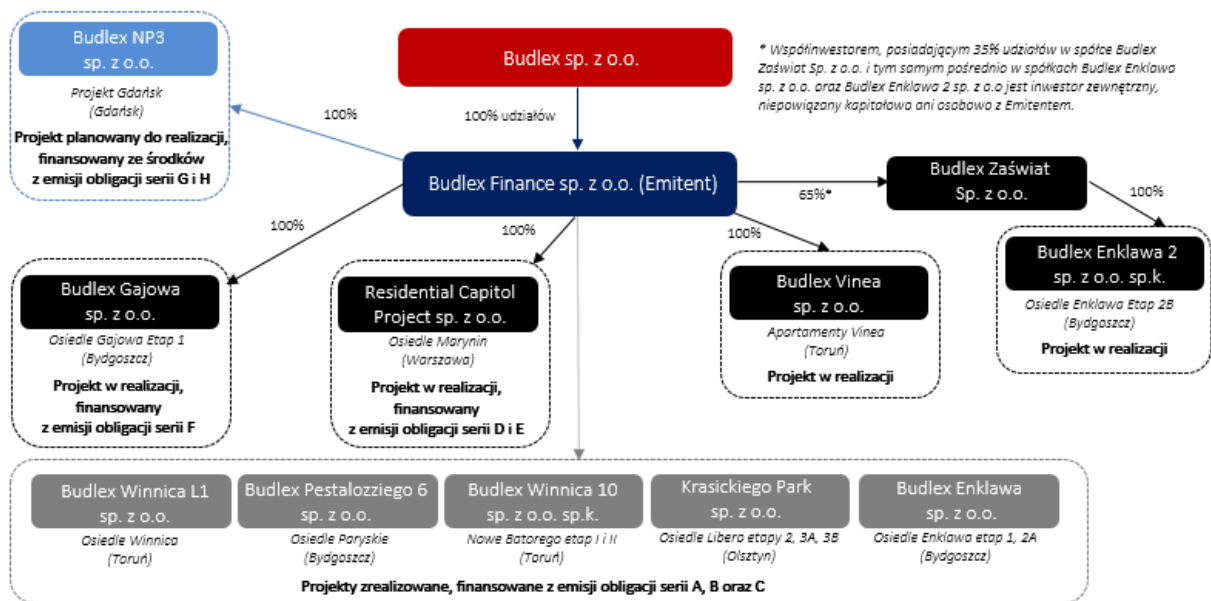 Budlex NP3
sp. z o.o.
Projekt Gdańsk
(Gdańsk)
Projekt planowany do realizacji,
finansowany ze środków
z emisji obligacji serii G i H
Budlex sp. z o.o.
* Współinwestorem, posiadającym 35% udziałów w spółce Budlex
Zaświat Sp. z o.o. i tym samym pośrednio w spółkach Budlex Enklawa
sp. z o.o. oraz Budlex Enklawa 2 sp. z o.o jest inwestor zewnętrzny,
niepowiązany kapitałowo ani osobowo z Emitentem.
100%
100% udziałów
Budlex Finance sp. z o.o. (Emitent)
65%*
Budlex Zaświat
Sp. z o.o.
100%
100%
100%
100%
Budlex Gajowa
sp. z o.o.
Osiedle Gajowa Etap 1
(Bydgoszcz)
Projekt w realizacji,
finansowany
z emisji obligacji serii F
Residential Capitol
Project sp. z o.o.
Osiedle Marynin
(Warszawa)
Projekt w realizacji,
finansowany
z emisji obligacji serii D i E
Budlex Vinea
sp. z o.o.
Apartamenty Vinea
(Toruń)
Projekt w realizacji
Budlex Enklawa 2
sp. z o.o. sp.k.
Osiedle Enklawa Etap 2B
(Bydgoszcz)
Projekt w realizacji
Budlex Winnica L1
sp. z o.o.
Osiedle Winnica
(Toruń)
Budlex Pestalozziego 6
sp. z o.o.
Osiedle Paryskie
(Bydgoszcz)
Budlex Winnica 10
sp. z o.o. sp.k.
Nowe Batorego etap I i II
(Toruń)
Krasickiego Park
sp. z o.o.
Osiedle Libero etapy 2, 3A, 3B
(Olsztyn)
Budlex Enklawa
sp. z o.o.
Osiedle Enklawa etap 1, 2A
(Bydgoszcz)
Projekty zrealizowane, finansowane z emisji obligacji serii A, B oraz C